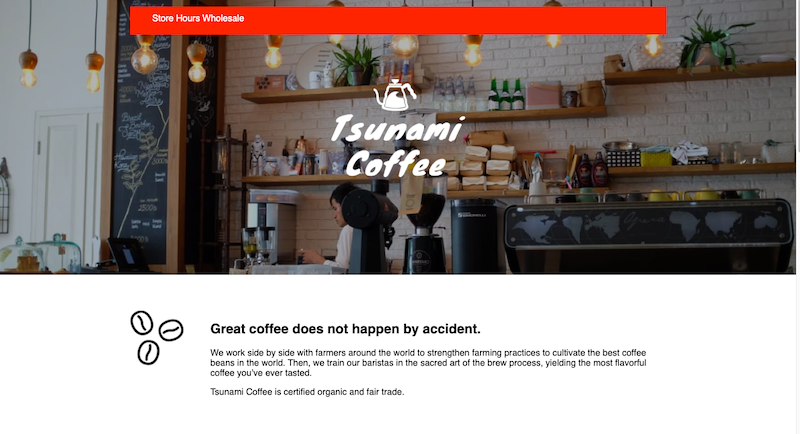 Store Hours Wholesale
Tsunami
Coffee
Great coffee does not happen by accident.
We work side by side with farmers around the world to strengthen farming practices to cultivate the best coffee
beans in the world. Then, we train our baristas in the sacred art of the brew process, yielding the most flavorful
coffee you've ever tasted.
Tsunami Coffee is certified organic and fair trade.